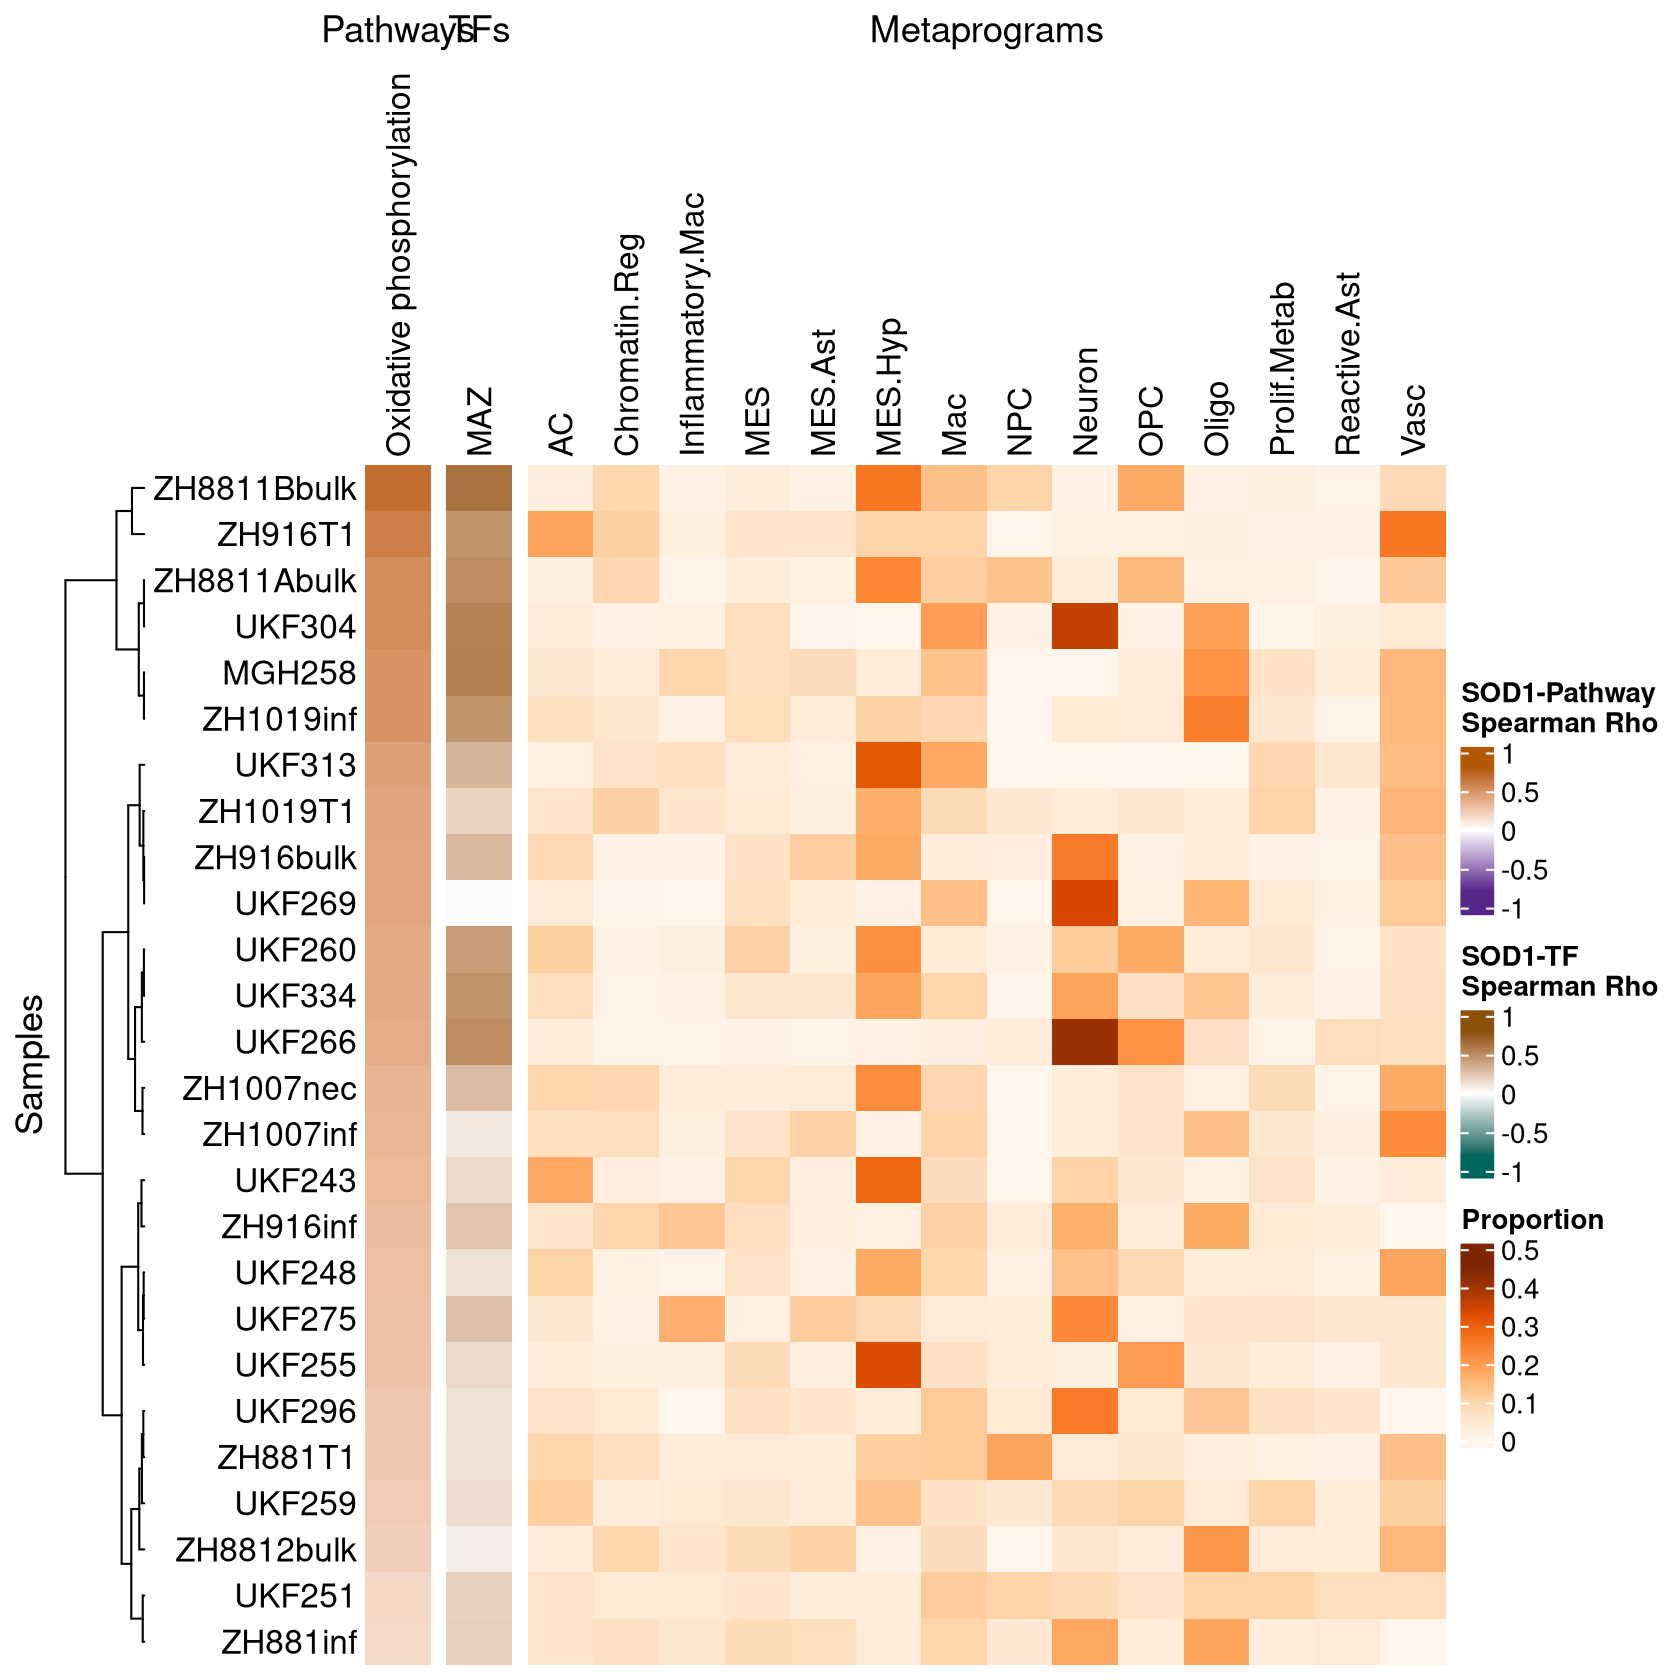 Pathways
TFs
Metaprograms
Oxidative phosphorylation
MAZ
AC
Chromatin.Reg
Inflammatory.Mac
MES
MES.Ast
MES.Hyp
Mac
NPC
Neuron
OPC
Oligo
Prolif.Metab
Reactive.Ast
Vasc
Samples
ZH8811Bbulk
ZH916T1
ZH8811Abulk
UKF304
MGH258
ZH1019inf
UKF313
ZH1019T1
ZH916bulk
UKF269
UKF260
UKF334
UKF266
ZH1007nec
ZH1007inf
UKF243
ZH916inf
UKF248
UKF275
UKF255
UKF296
ZH881T1
UKF259
ZH8812bulk
UKF251
ZH881inf
SOD1-Pathway
Spearman Rho
1
0.5
0
-0.5
-1
SOD1-TF
Spearman Rho
1
0.5
0
-0.5
-1
Proportion
0.5
0.4
0.3
0.2
0.1
0